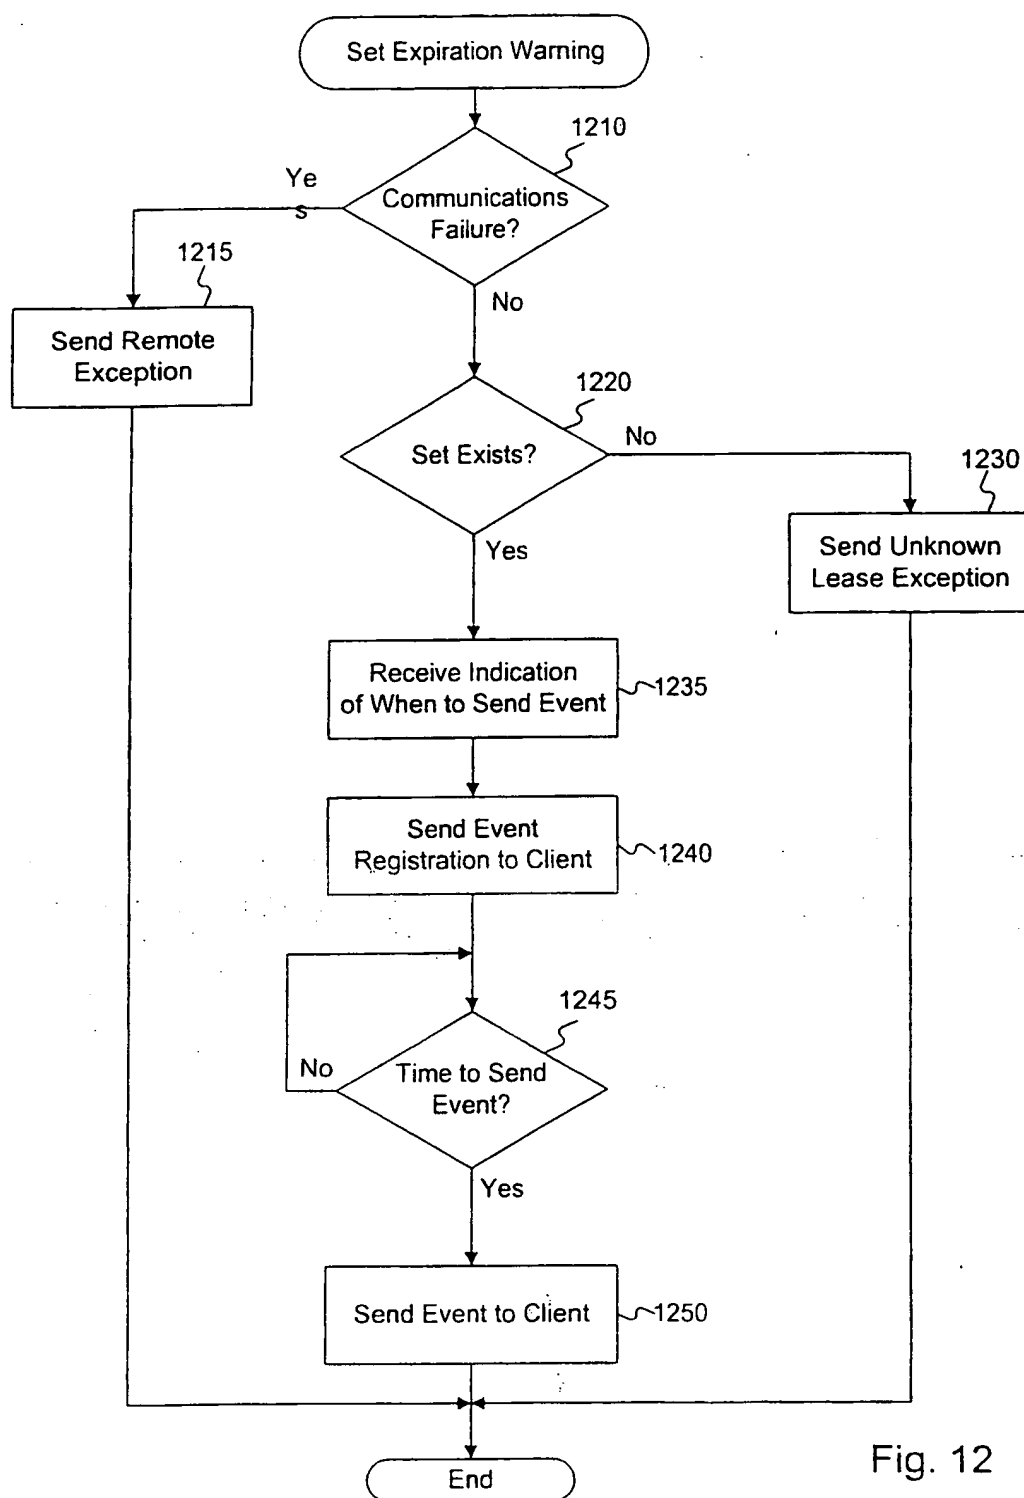 Set Expiration Warning
1210
Communications
Failure?
Ye
s
No
1215
Send Remote
Exception
1220
Set Exists?
No
Yes
1230
Send Unknown
Lease Exception
Receive Indication
of When to Send Event
1235
Send Event
Registration to Client
1240
1245
Time to Send
Event?
No
Yes
Send Event to Client
1250
End
Fig. 12